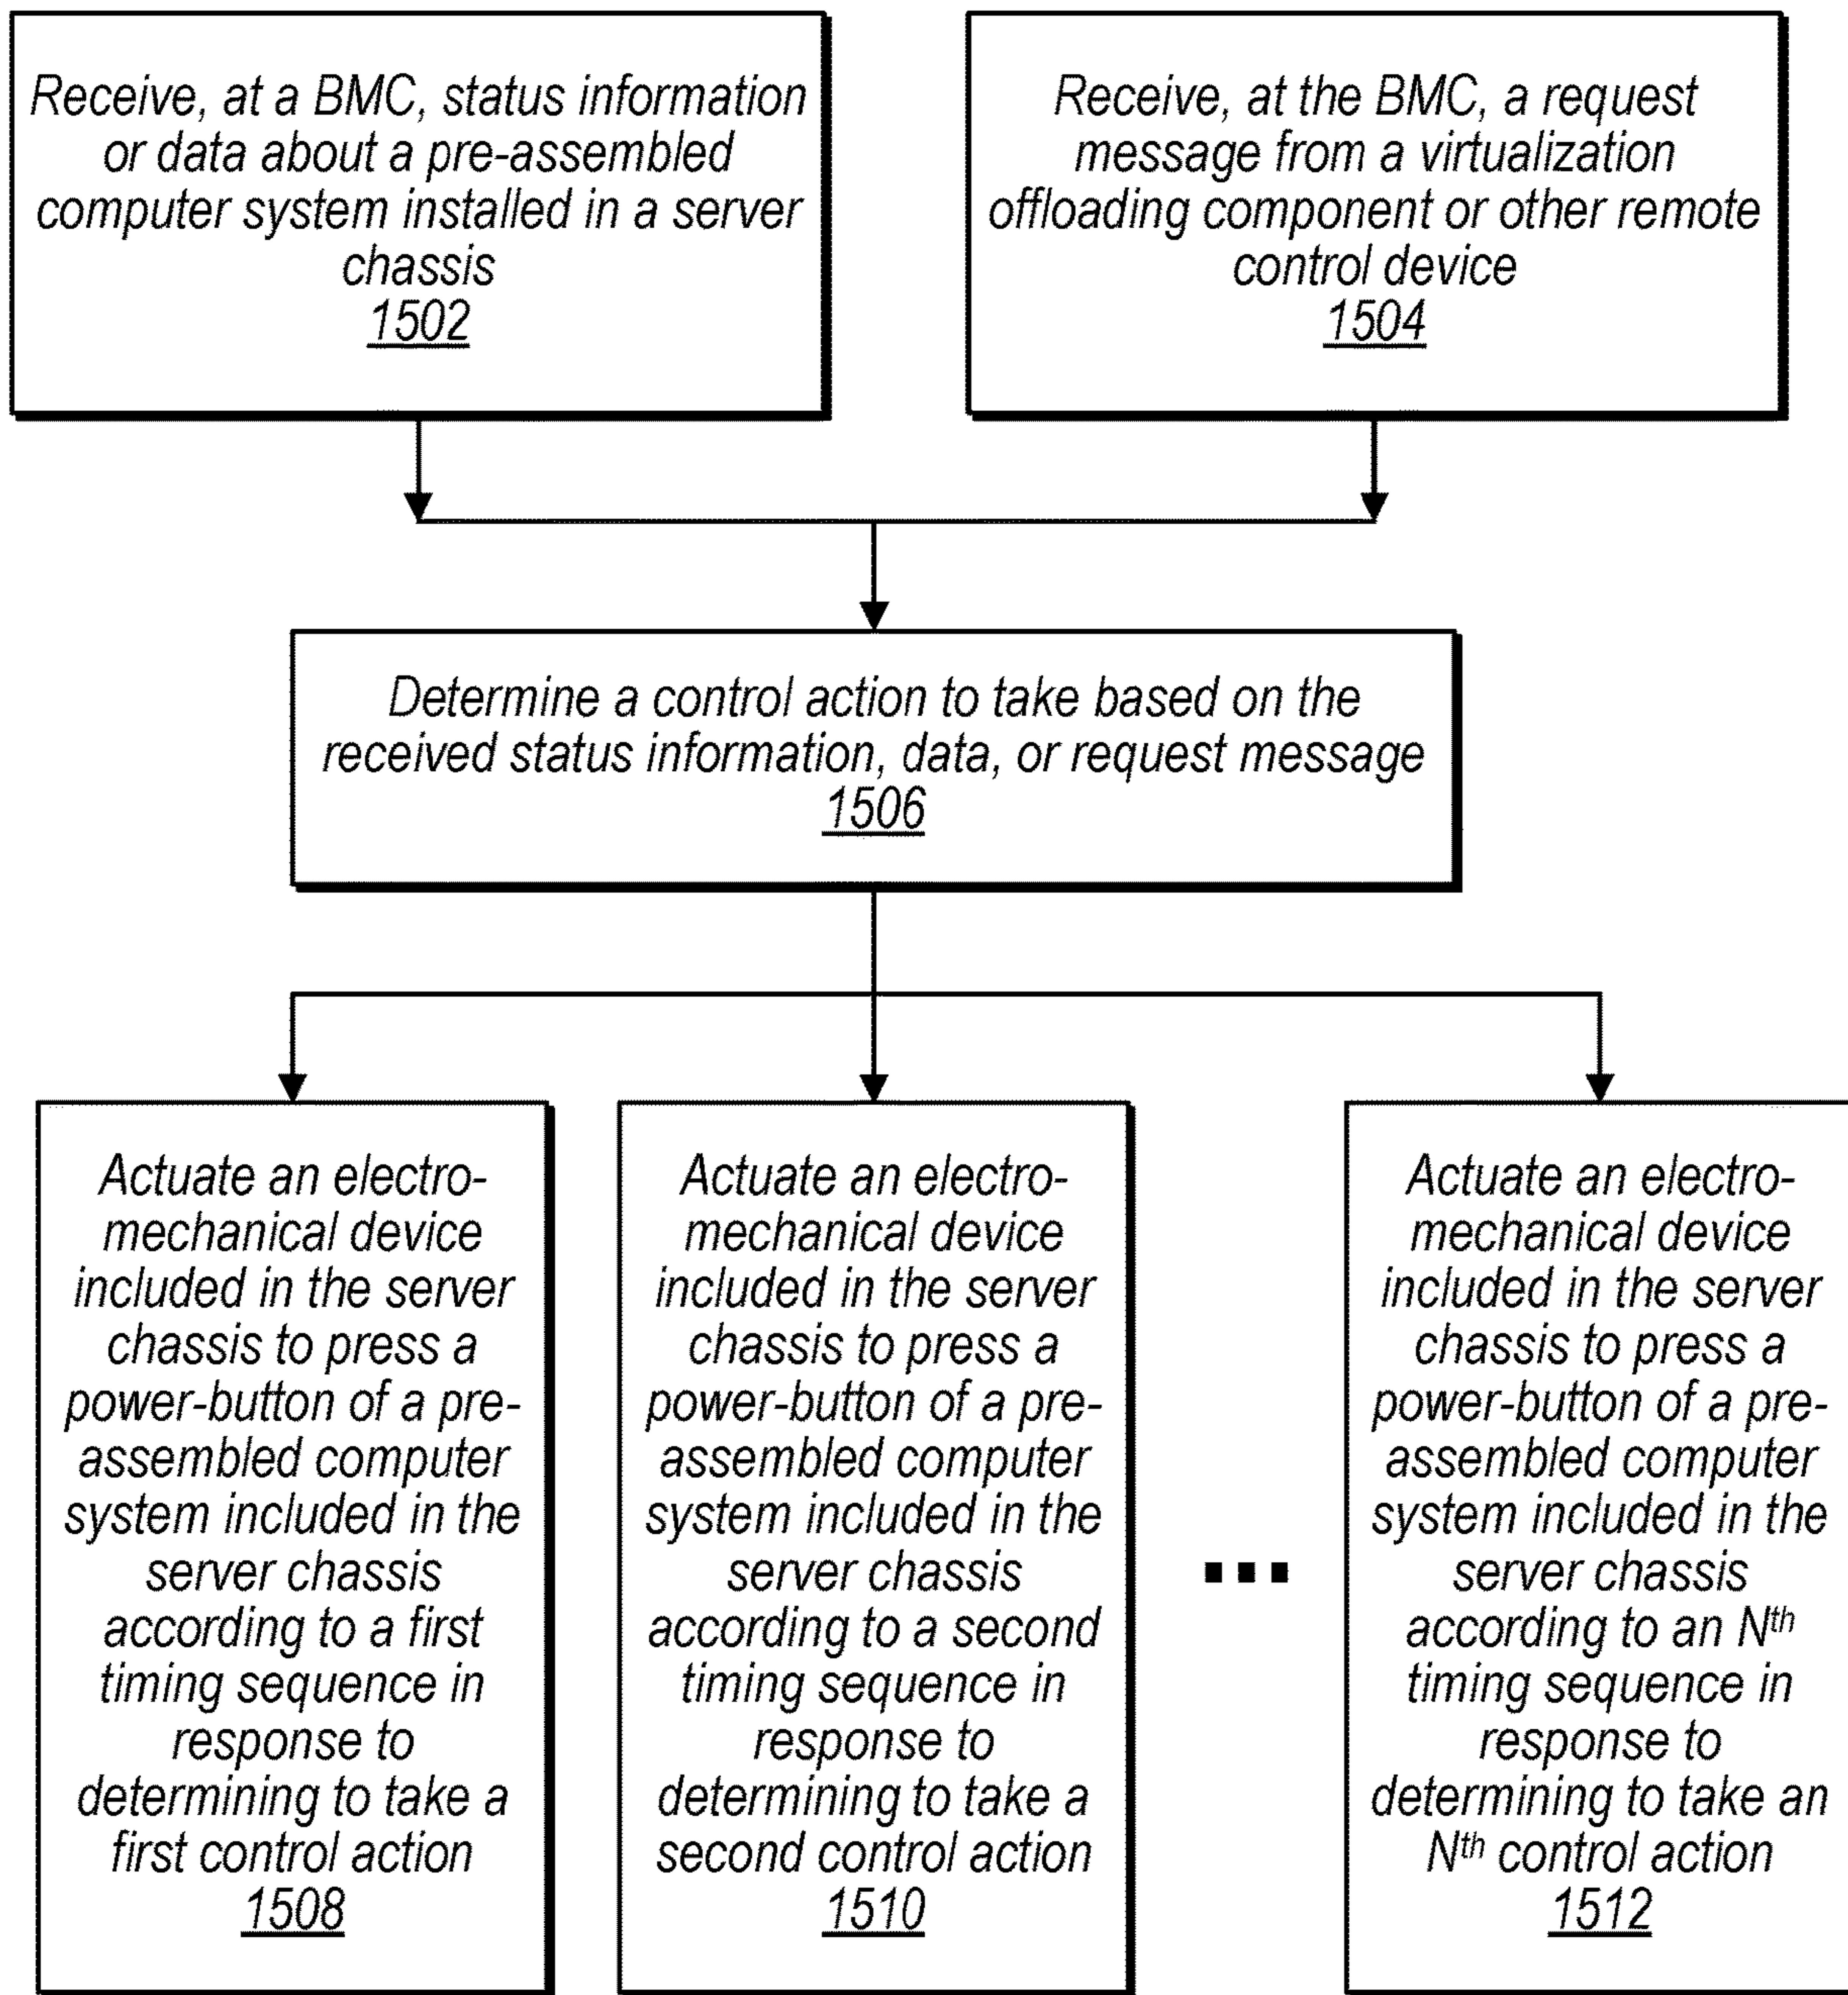 Receive, at a BMC, status information
or data about a pre-assembled
computer system installed in a server
chassis
1502
Receive, at the BMC, a request
message from a virtualization
offloading component or other remote
control device
1504
Determine a control action to take based on the
received status information, data, or request message
1506
Actuate an electro-
mechanical device
included in the server
chassis to press a
power-button of a pre-
assembled computer
system included in the
server chassis
according to a first
timing sequence in
response to
determining to take a
first control action
1508
Actuate an electro-
mechanical device
included in the server
chassis to press a
power-button of a pre-
assembled computer
system included in the
server chassis
according to a second
timing sequence in
response to
determining to take a
second control action
1510
...
Actuate an electro-
mechanical device
included in the server
chassis to press a
power-button of a pre-
assembled computer
system included in the
server chassis
according to an Nth
timing sequence in
response to
determining to take an
Nth control action
1512